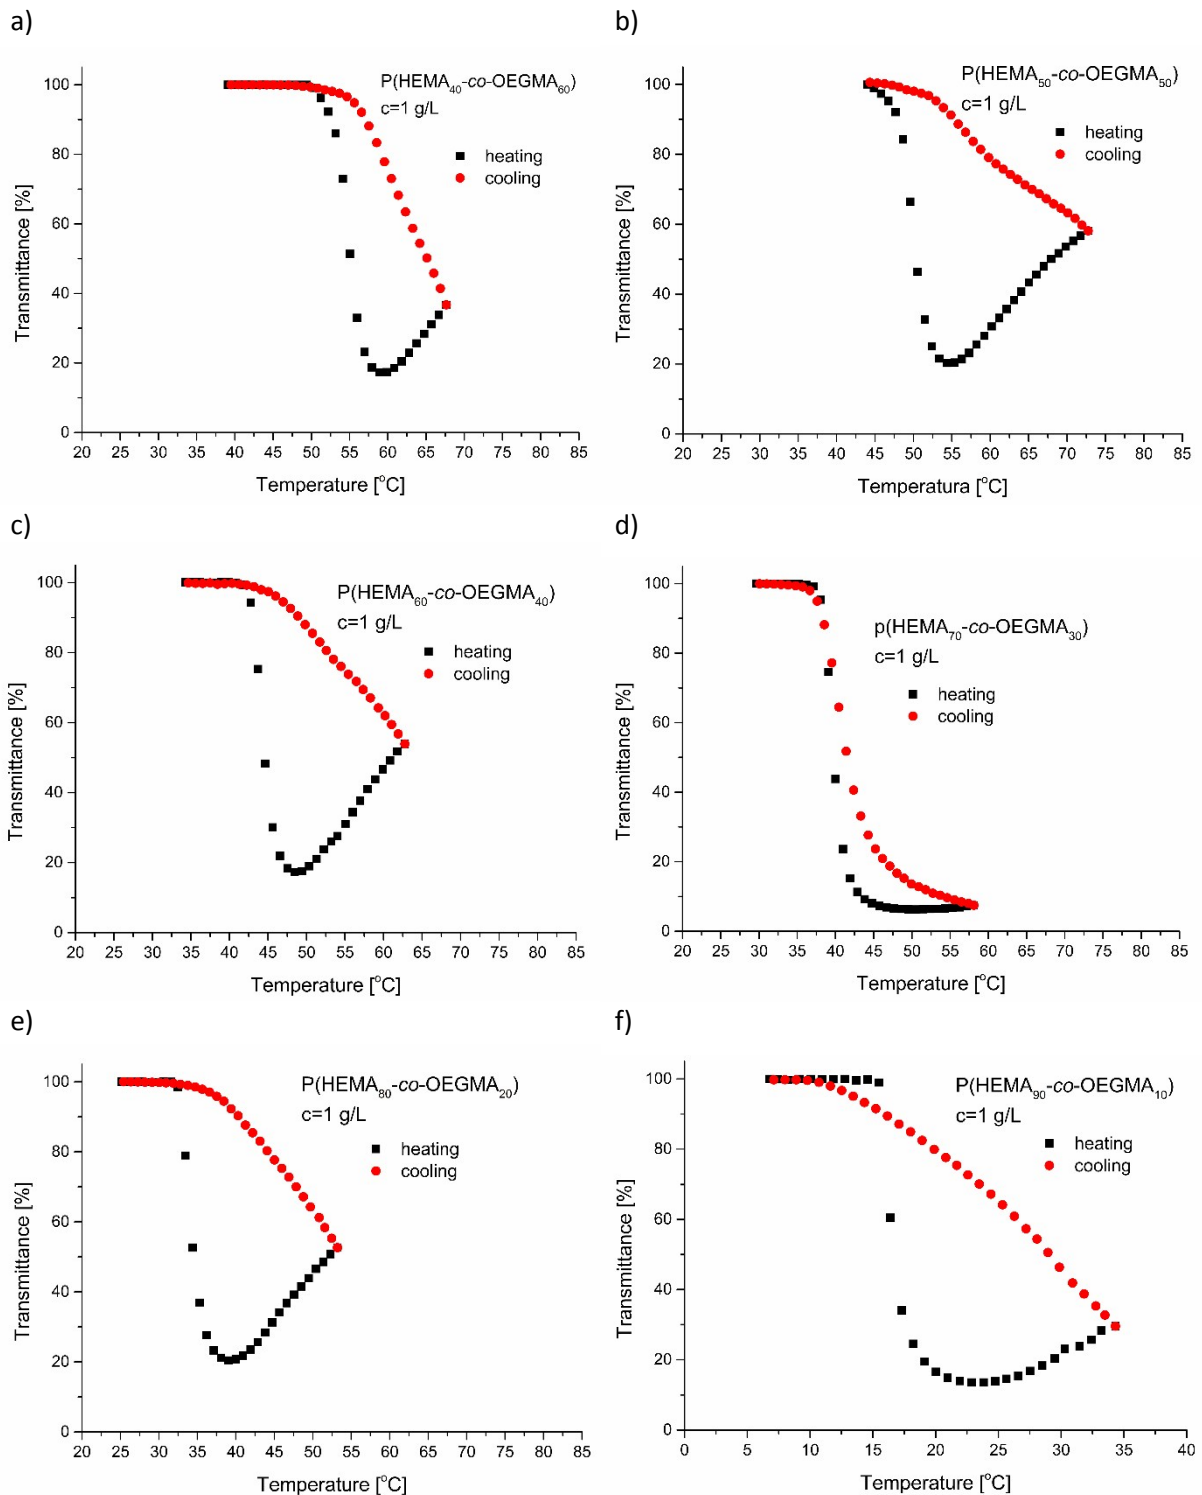 a)
P(HEMA40-co-OEGMA60)
c=1 g/L
heating
cooling
Transmittance [%]
100
80
60
40
20
0
20 25 30 35 40 45 50 55 60 65 70 75 80 85
Temperature [°C]
b)
P(HEMA50-co-OEGMA50)
c=1 g/L
heating
cooling
Transmittance [%]
100
80
60
40
20
0
20 25 30 35 40 45 50 55 60 65 70 75 80 85
Temperatura [°C]
c)
P(HEMA60-co-OEGMA40)
c=1 g/L
heating
cooling
Transmittance [%]
100
80
60
40
20
0
20 25 30 35 40 45 50 55 60 65 70 75 80 85
Temperature [°C]
d)
p(HEMA70-co-OEGMA30)
c=1 g/L
heating
cooling
Transmittance [%]
100
80
60
40
20
0
20 25 30 35 40 45 50 55 60 65 70 75 80 85
Temperature [°C]
e)
P(HEMA80-co-OEGMA20)
c=1 g/L
heating
cooling
Transmittance [%]
100
80
60
40
20
0
20 25 30 35 40 45 50 55 60 65 70 75 80 85
Temperature [°C]
f)
P(HEMA90-co-OEGMA10)
c=1 g/L
heating
cooling
Transmittance [%]
100
80
60
40
20
0
0 5 10 15 20 25 30 35 40
Temperature [°C]